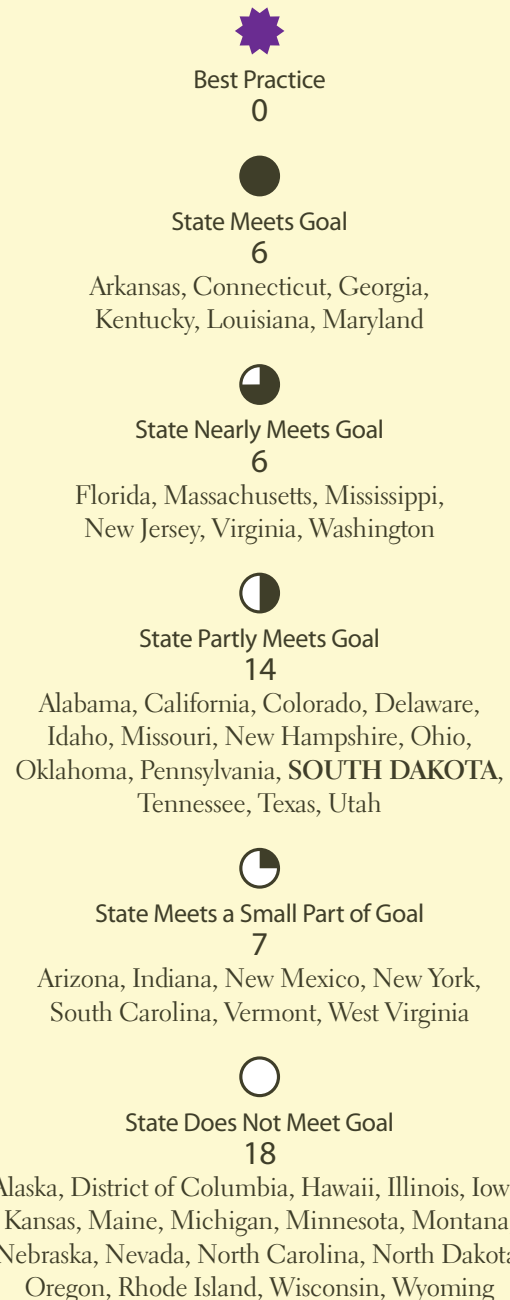 Best Practice
0
State Meets Goal
6
Arkansas, Connecticut, Georgia,
Kentucky, Louisiana, Maryland
State Nearly Meets Goal
6
Florida, Massachusetts, Mississippi,
New Jersey, Virginia, Washington
State Partly Meets Goal
14
Alabama, California, Colorado, Delaware,
Idaho, Missouri, New Hampshire, Ohio,
Oklahoma, Pennsylvania, SOUTH DAKOTA,
Tennessee, Texas, Utah
State Meets a Small Part of Goal
7
Arizona, Indiana, New Mexico, New York,
South Carolina, Vermont, West Virginia
State Does Not Meet Goal
18
Alaska, District of Columbia, Hawaii, Illinois, Iow
Kansas, Maine, Michigan, Minnesota, Montana
Nebraska, Nevada, North Carolina, North Dakota
Oregon, Rhode Island, Wisconsin, Wyoming